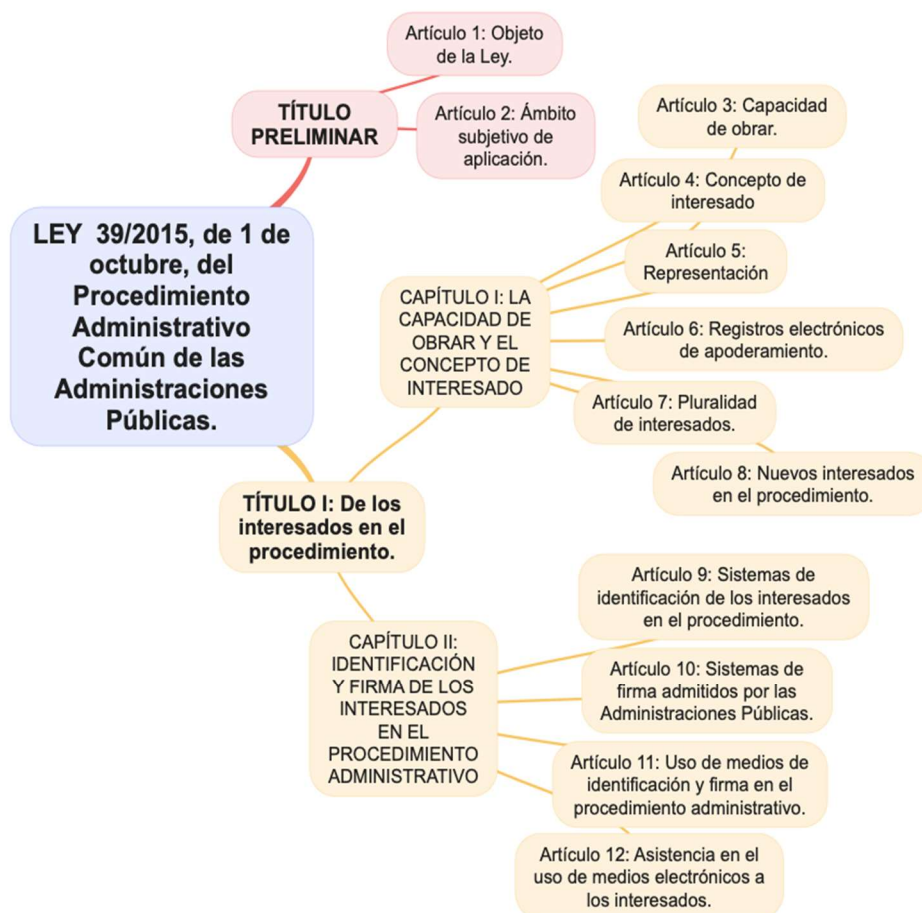 Artículo 1: Objeto
de la Ley.
TÍTULO
PRELIMINAR
Artículo 2: Ámbito
subjetivo de
aplicación.
LEY 39/2015, de 1 de
octubre, del
Procedimiento
Administrativo
Común de las
Administraciones
Públicas.
Artículo 3: Capacidad
de obrar.
Artículo 4: Concepto de
interesado
Artículo 5:
Representación
CAPÍTULO I: LA
CAPACIDAD DE
OBRAR Y EL
CONCEPTO DE
INTERESADO
Artículo 6: Registros electrónicos
de apoderamiento.
Artículo 7: Pluralidad
de interesados.
Artículo 8: Nuevos interesados
en el procedimiento.
TÍTULO I: De los
interesados en el
procedimiento.
Artículo 9: Sistemas de
identificación de los interesados
en el procedimiento.
CAPÍTULO II:
IDENTIFICACIÓN
Y FIRMA DE LOS
INTERESADOS
EN EL
PROCEDIMIENTO
ADMINISTRATIVO
Artículo 10: Sistemas de
firma admitidos por las
Administraciones Públicas.
Artículo 11: Uso de medios de
identificación y firma en el
procedimiento administrativo.
Artículo 12: Asistencia en el
uso de medios electrónicos a
los interesados.